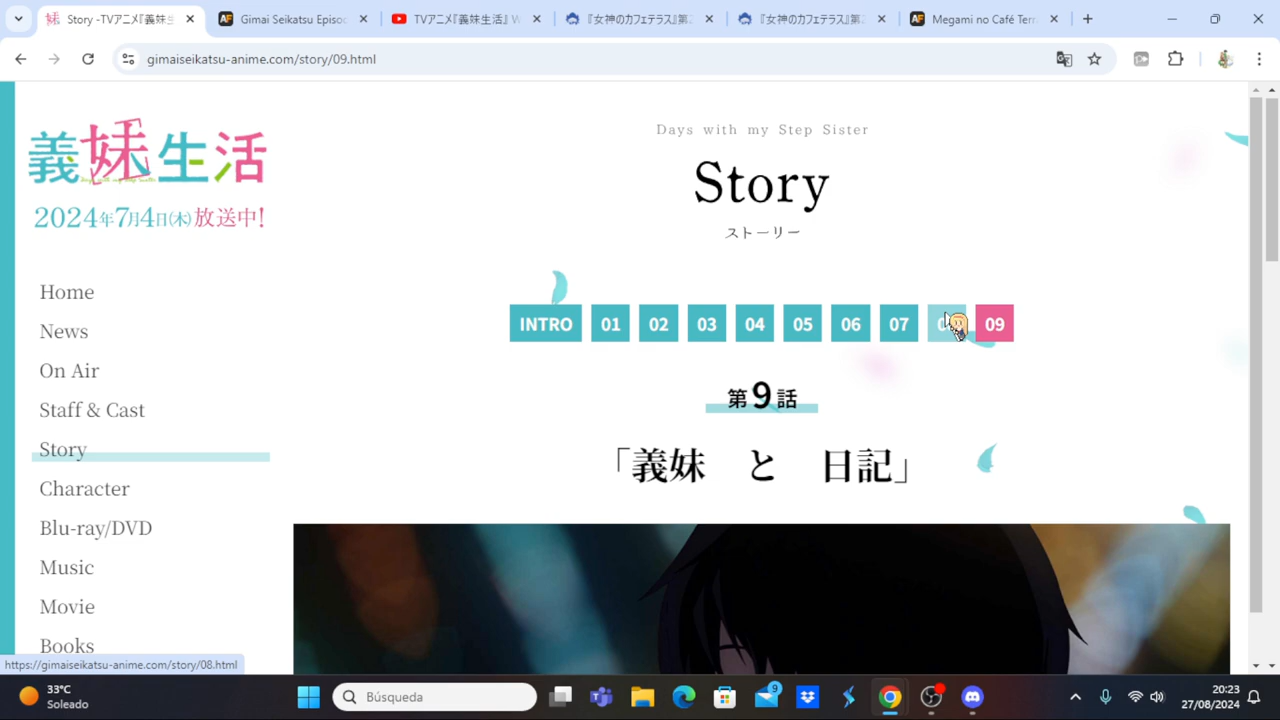 Story -TVアニメ『義妹生
Gimai Seikatsu Episo
TVアニメ『義妹生活』 W
『女神のカフェテラス』第
『女神のカフェテラス』第
Megami no Café Terr
gimaiseikatsu-anime.com/story/09.html
義妹生活
2024年7月4日(木)放送中!
Home
News
On Air
Staff & Cast
Story
Character
Blu-ray/DVD
Music
Movie
Books
Days with my Step Sister
Story
ストーリー
INTRO 01 02 03 04 05 06 07 09
第9話
「義妹 と 日記」
https://gimaiseikatsu-anime.com/story/08.html
33°C
Soleado
Búsqueda
9
20:23
27/08/2024